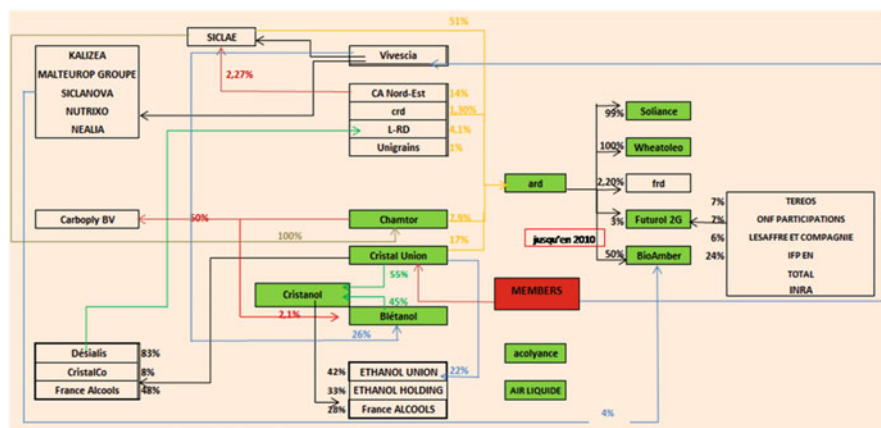 51%
SICLAE
KALIZEA
MALTEUROP GROUPE
SICLANOVA
NUTRIXO
NEALIA
Vivescia
2,27%
CA Nord-Est 14%
crd 1,30%
L-RD 4.1%
Unigrains 1%
99% Soliance
100% Wheatoleo
ard
2,20% frd
3% Futurol 2G
jusqu'en 2010
50% BioAmber
7% TEREOS
7% ONF PARTICIPATIONS
6% LESAFFRE ET COMPAGNIE
24% IFP EN
TOTAL
INRA
Carboply BV
50%
Chamtor 2,9%
100%
17%
Cristal Union
55%
Cristanol
45%
2,1%
Blétanol
26%
MEMBERS
Désialis 83%
CristalCo 8%
France Alcools 48%
42% ETHANOL UNION 22%
33% ETHANOL HOLDING
28% France ALCOOLS
acolyance
AIR LIQUIDE
4%